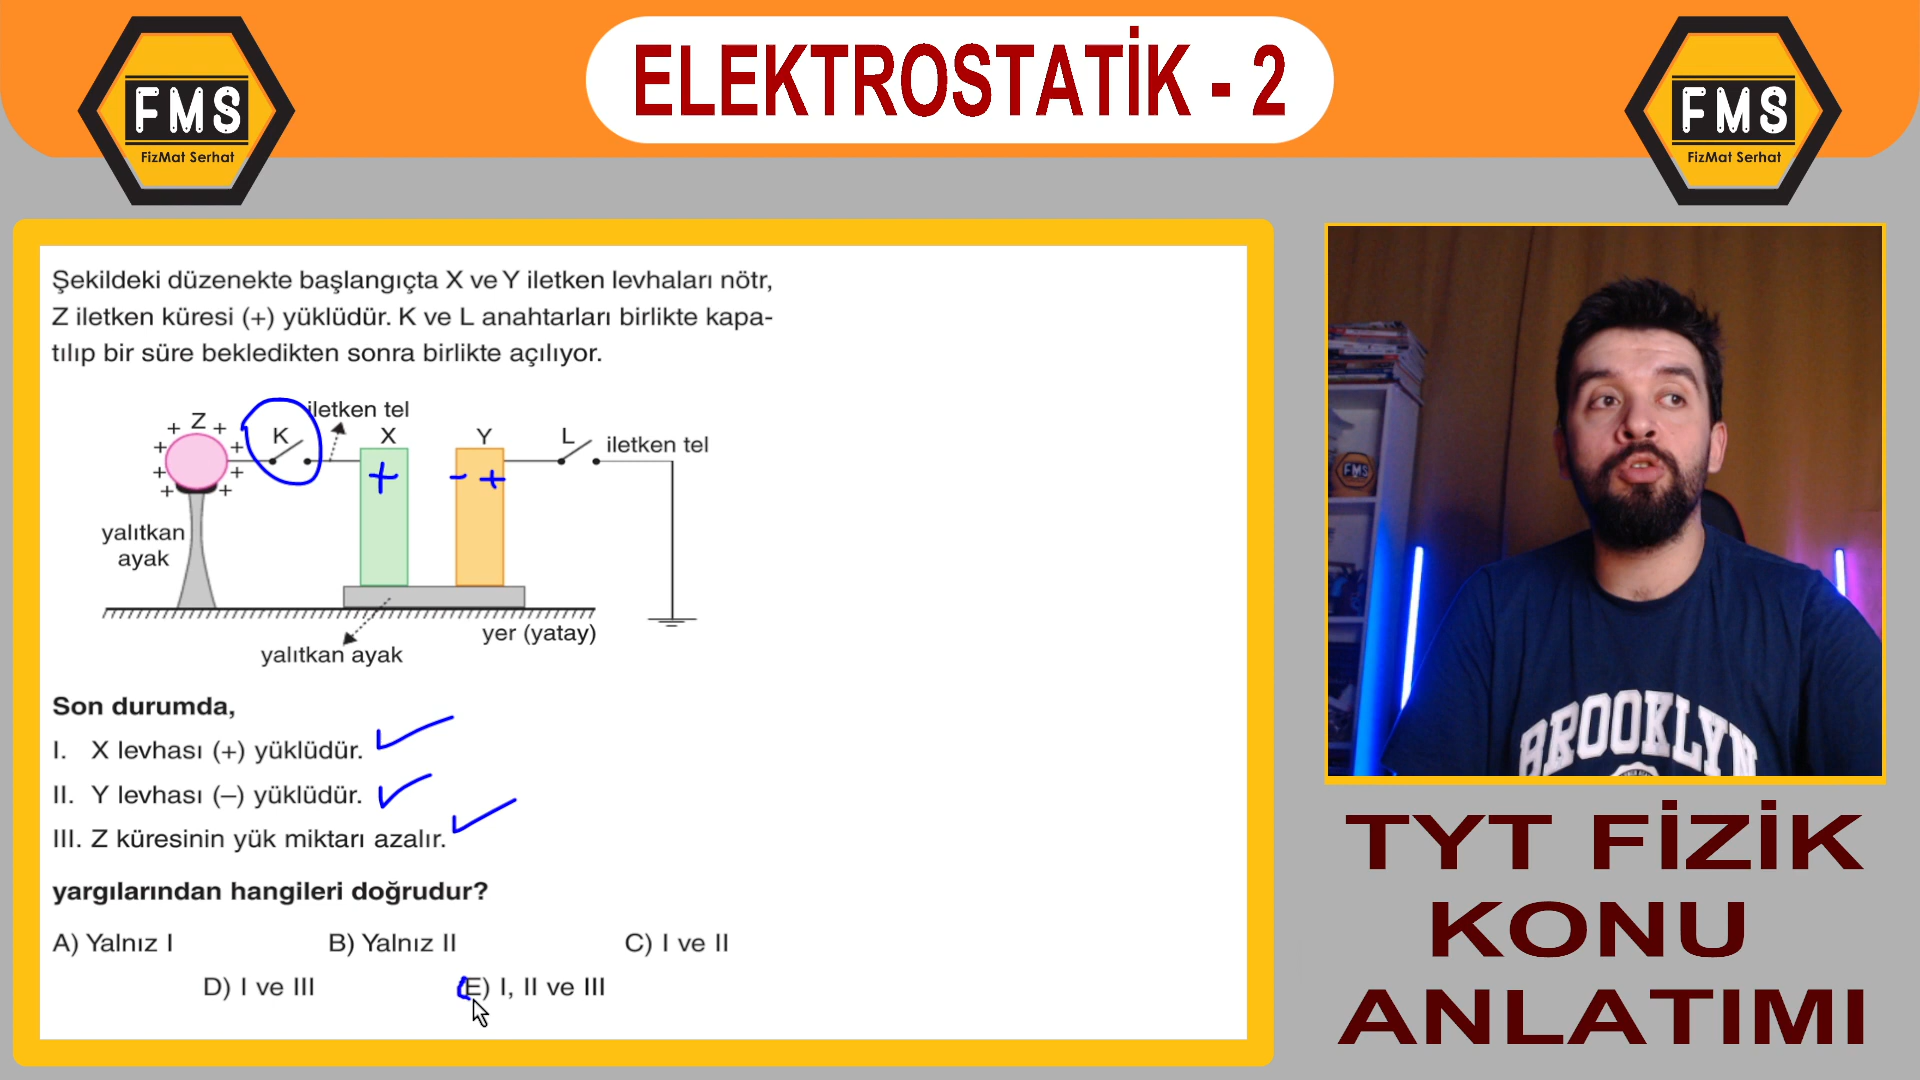 ELEKTROSTATİK - 2
FMS
FizMat Serhat
FMS
FizMat Serhat
Şekildeki düzenekte başlangıçta X ve Y iletken levhaları nötr,
Z iletken küresi (+) yüklüdür. K ve L anahtarları birlikte kapa-
tılıp bir süre bekledikten sonra birlikte açılıyor.
iletken tel
+ Z +
K
X
Y
L
iletken tel
+ +
+ +
+ +
+
- +
yalıtkan
ayak
yer (yatay)
yalıtkan ayak
Son durumda,
I. X levhası (+) yüklüdür.
II. Y levhası (–) yüklüdür.
III. Z küresinin yük miktarı azalır.
yargılarından hangileri doğrudur?
A) Yalnız I
B) Yalnız II
C) I ve II
D) I ve III
E) I, II ve III
FMS
BROOKLYN
TYT FİZİK
KONU
ANLATIMI